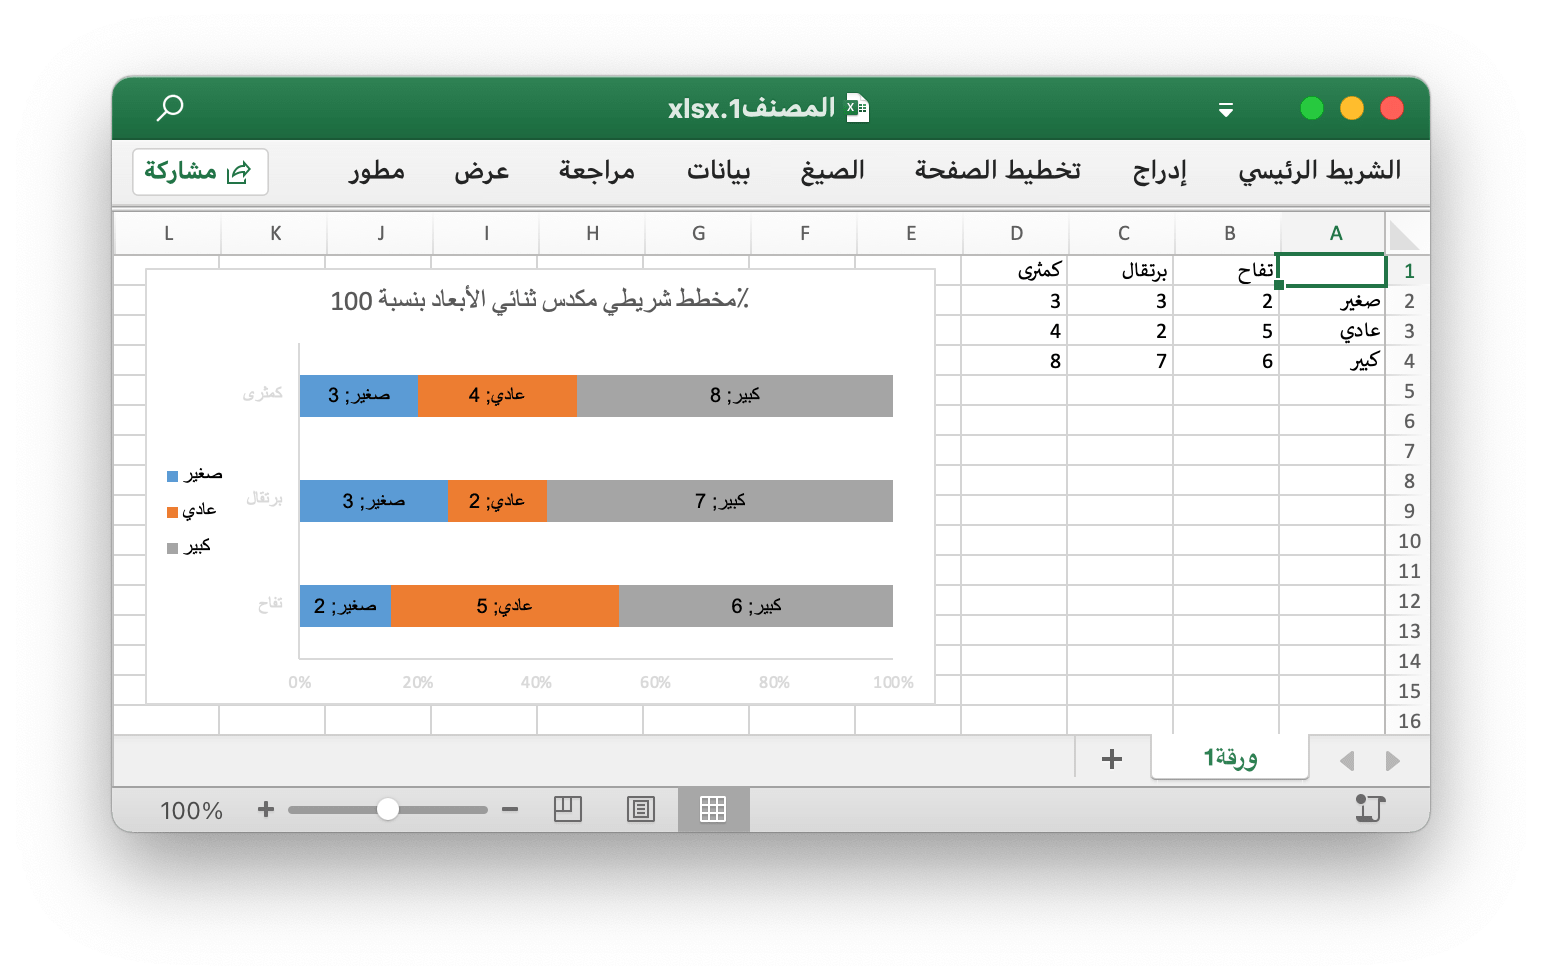 المصنف1.xlsx
الشريط الرئيسي إدراج تخطيط الصفحة الصيغ بيانات مراجعة عرض مطور مشاركة
A B C D E F G H I J K L
1 تفاح برتقال كمثرى
2 صغير 2 3 3
3 عادي 5 2 4
4 كبير 6 7 8
5
6
7
8
9
10
11
12
13
14
15
16
مخطط شريطي مكدس ثنائي الأبعاد بنسبة 100٪
كمثرى
صغير; 3 عادي; 4 كبير; 8
برتقال
صغير; 3 عادي; 2 كبير; 7
تفاح
صغير; 2 عادي; 5 كبير; 6
0% 20% 40% 60% 80% 100%
صغير
عادي
كبير
ورقة1
100%